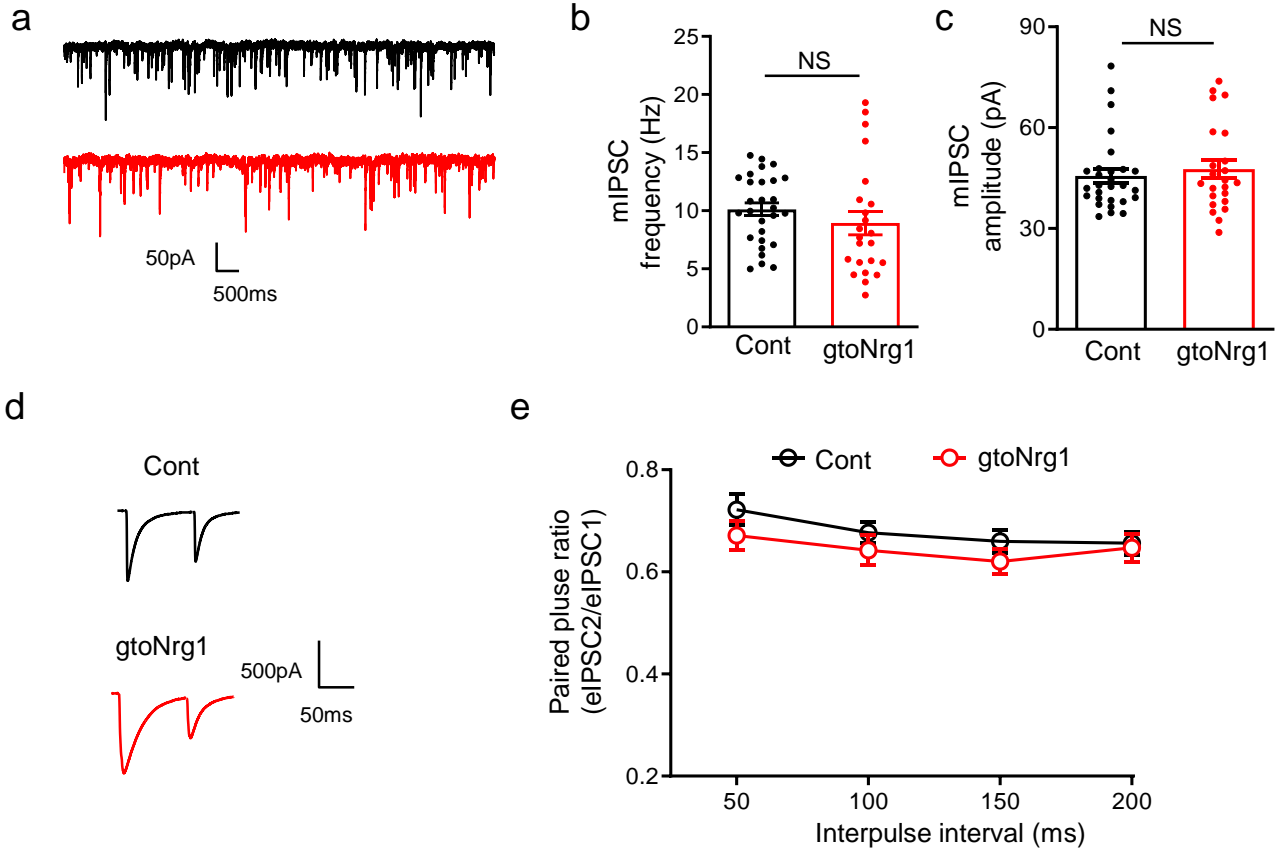 a
50pA
500ms
b
mIPSC
frequency (Hz)
25
20
15
10
5
0
NS
Cont
gtoNrg1
c
mIPSC
amplitude (pA)
90
60
30
0
NS
Cont
gtoNrg1
d
Cont
gtoNrg1
500pA
50ms
e
Cont
gtoNrg1
Paired pluse ratio
(eIPSC2/eIPSC1)
0.8
0.6
0.4
0.2
50
100
150
200
Interpulse interval (ms)